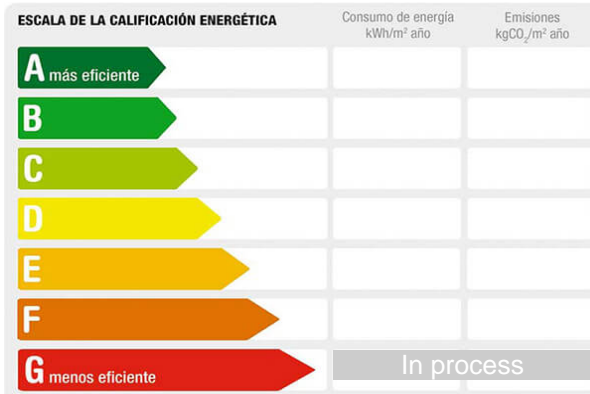 ESCALA DE LA CALIFICACIÓN ENERGÉTICA
Consumo de energía
kWh/m² año
Emisiones
kgCO₂/m² año
A más eficiente
B
C
D
E
F
G menos eficiente
In process